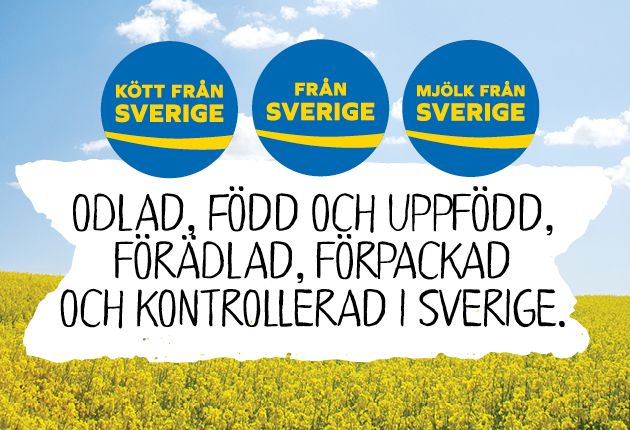 KÖTT FRÅN
SVERIGE
FRÅN
SVERIGE
MJÖLK FRÅN
SVERIGE
ODLAD, FÖDD OCH UPPFÖDD,
FÖRÄDLAD, FÖRPACKAD
OCH KONTROLLERAD I SVERIGE.